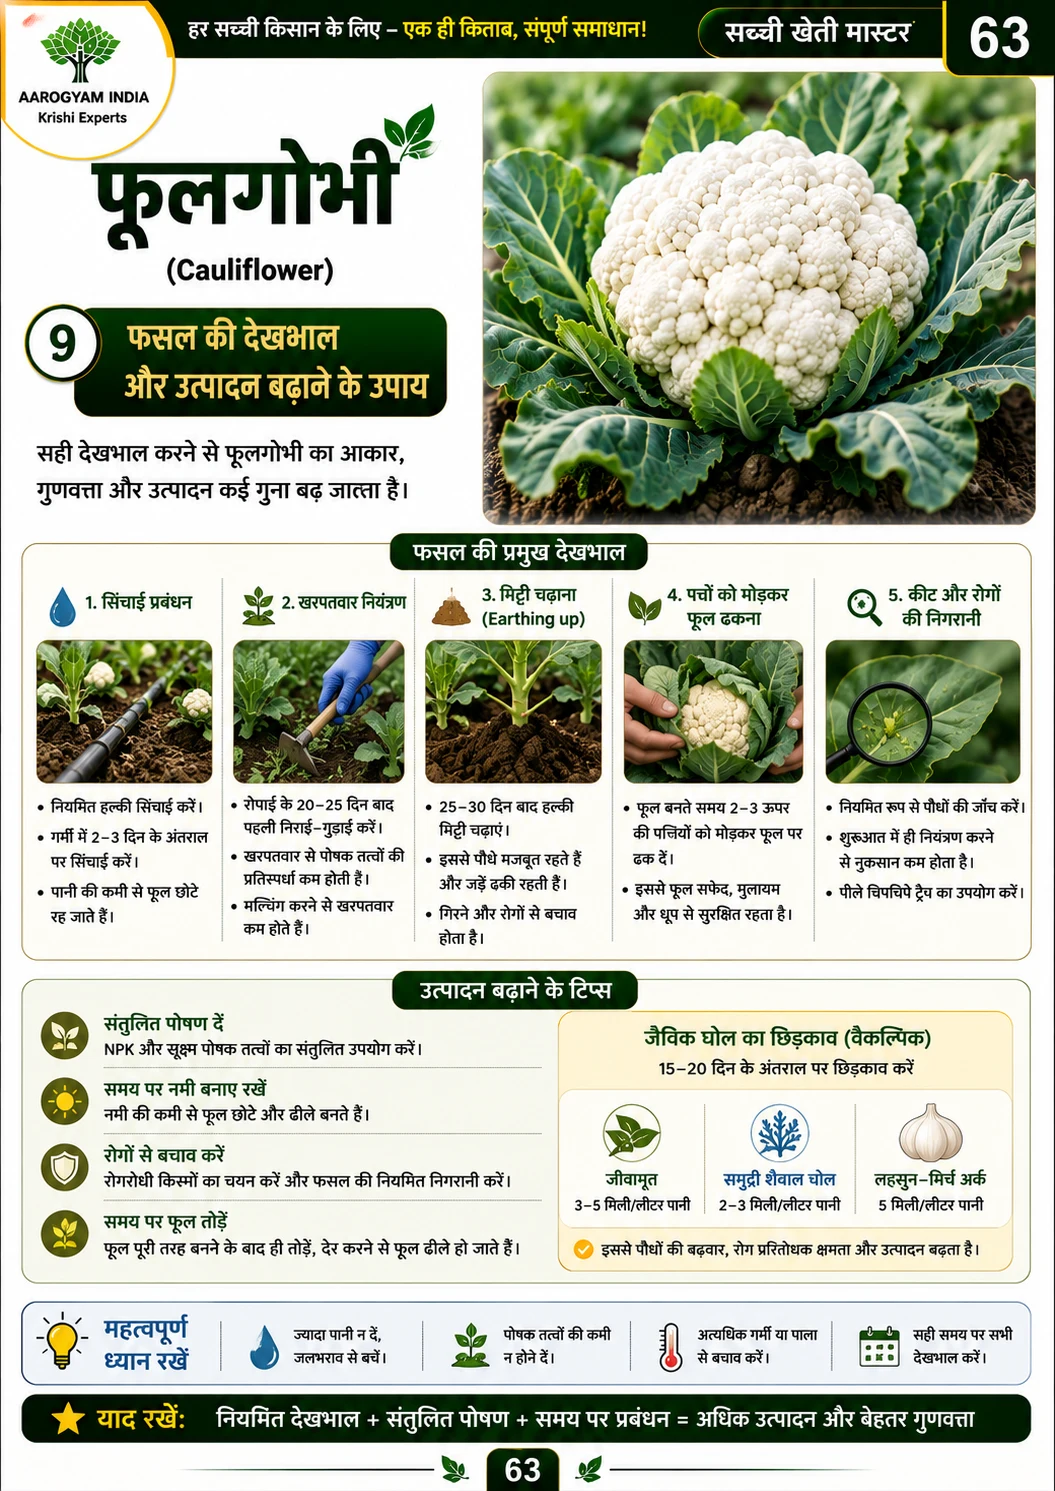 हर सच्ची किसान के लिए – एक ही किताब, संपूर्ण समाधान!
सच्ची खेती मास्टर
63
AAROGYAM INDIA
Krishi Experts
फूलगोभी
(Cauliflower)
9
फसल की देखभाल
और उत्पादन बढ़ाने के उपाय
सही देखभाल करने से फूलगोभी का आकार,
गुणवत्ता और उत्पादन कई गुना बढ़ जाता है।
फसल की प्रमुख देखभाल
1. सिंचाई प्रबंधन
• नियमित हल्की सिंचाई करें।
• गर्मी में 2–3 दिन के अंतराल
पर सिंचाई करें।
• पानी की कमी से फूल छोटे
रह जाते हैं।
2. खरपतवार नियंत्रण
• रोपाई के 20–25 दिन बाद
पहली निराई–गुड़ाई करें।
• खरपतवार से पोषक तत्वों की
प्रतिस्पर्धा कम होती हैं।
• मल्चिंग करने से खरपतवार
कम होते हैं।
3. मिट्टी चढ़ाना
(Earthing up)
• 25–30 दिन बाद हल्की
मिट्टी चढ़ाएं।
• इससे पौधे मजबूत रहते हैं
और जड़ें ढकी रहती हैं।
• गिरने और रोगों से बचाव
होता है।
4. पचों को मोड़कर
फूल ढकना
• फूल बनते समय 2–3 ऊपर
की पत्तियों को मोड़कर फूल पर
ढक दें।
• इससे फूल सफेद, मुलायम
और धूप से सुरक्षित रहता है।
5. कीट और रोगों
की निगरानी
• नियमित रूप से पौधों की जाँच करें।
• शुरूआत में ही नियंत्रण करने
से नुकसान कम होता है।
• पीले चिपचिपे ट्रैप का उपयोग करें।
उत्पादन बढ़ाने के टिप्स
संतुलित पोषण दें
NPK और सूक्ष्म पोषक तत्वों का संतुलित उपयोग करें।
समय पर नमी बनाए रखें
नमी की कमी से फूल छोटे और ढीले बनते हैं।
रोगों से बचाव करें
रोगरोधी किस्मों का चयन करें और फसल की नियमित निगरानी करें।
समय पर फूल तोड़ें
फूल पूरी तरह बनने के बाद ही तोड़ें, देर करने से फूल ढीले हो जाते हैं।
जैविक घोल का छिड़काव (वैकल्पिक)
15–20 दिन के अंतराल पर छिड़काव करें
जीवामृत
3–5 मिली/लीटर पानी
समुद्री शैवाल घोल
2–3 मिली/लीटर पानी
लहसुन–मिर्च अर्क
5 मिली/लीटर पानी
इससे पौधों की बढ़वार, रोग प्ररितोधक क्षमता और उत्पादन बढ़ता है।
महत्वपूर्ण
ध्यान रखें
ज्यादा पानी न दें,
जलभराव से बचें।
पोषक तत्वों की कमी
न होने दें।
अत्यधिक गर्मी या पाला
से बचाव करें।
सही समय पर सभी
देखभाल करें।
याद रखें:
नियमित देखभाल + संतुलित पोषण + समय पर प्रबंधन = अधिक उत्पादन और बेहतर गुणवत्ता
63